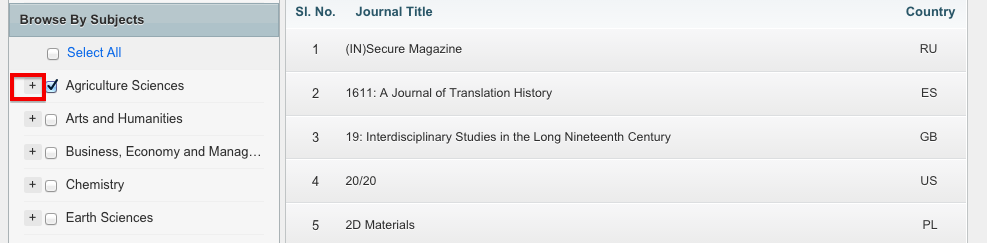 Browse By Subjects
Select All
+ Agriculture Sciences
+ Arts and Humanities
+ Business, Economy and Manag...
+ Chemistry
+ Earth Sciences
Sl. No. Journal Title Country
1 (IN)Secure Magazine RU
2 1611: A Journal of Translation History ES
3 19: Interdisciplinary Studies in the Long Nineteenth Century GB
4 20/20 US
5 2D Materials PL